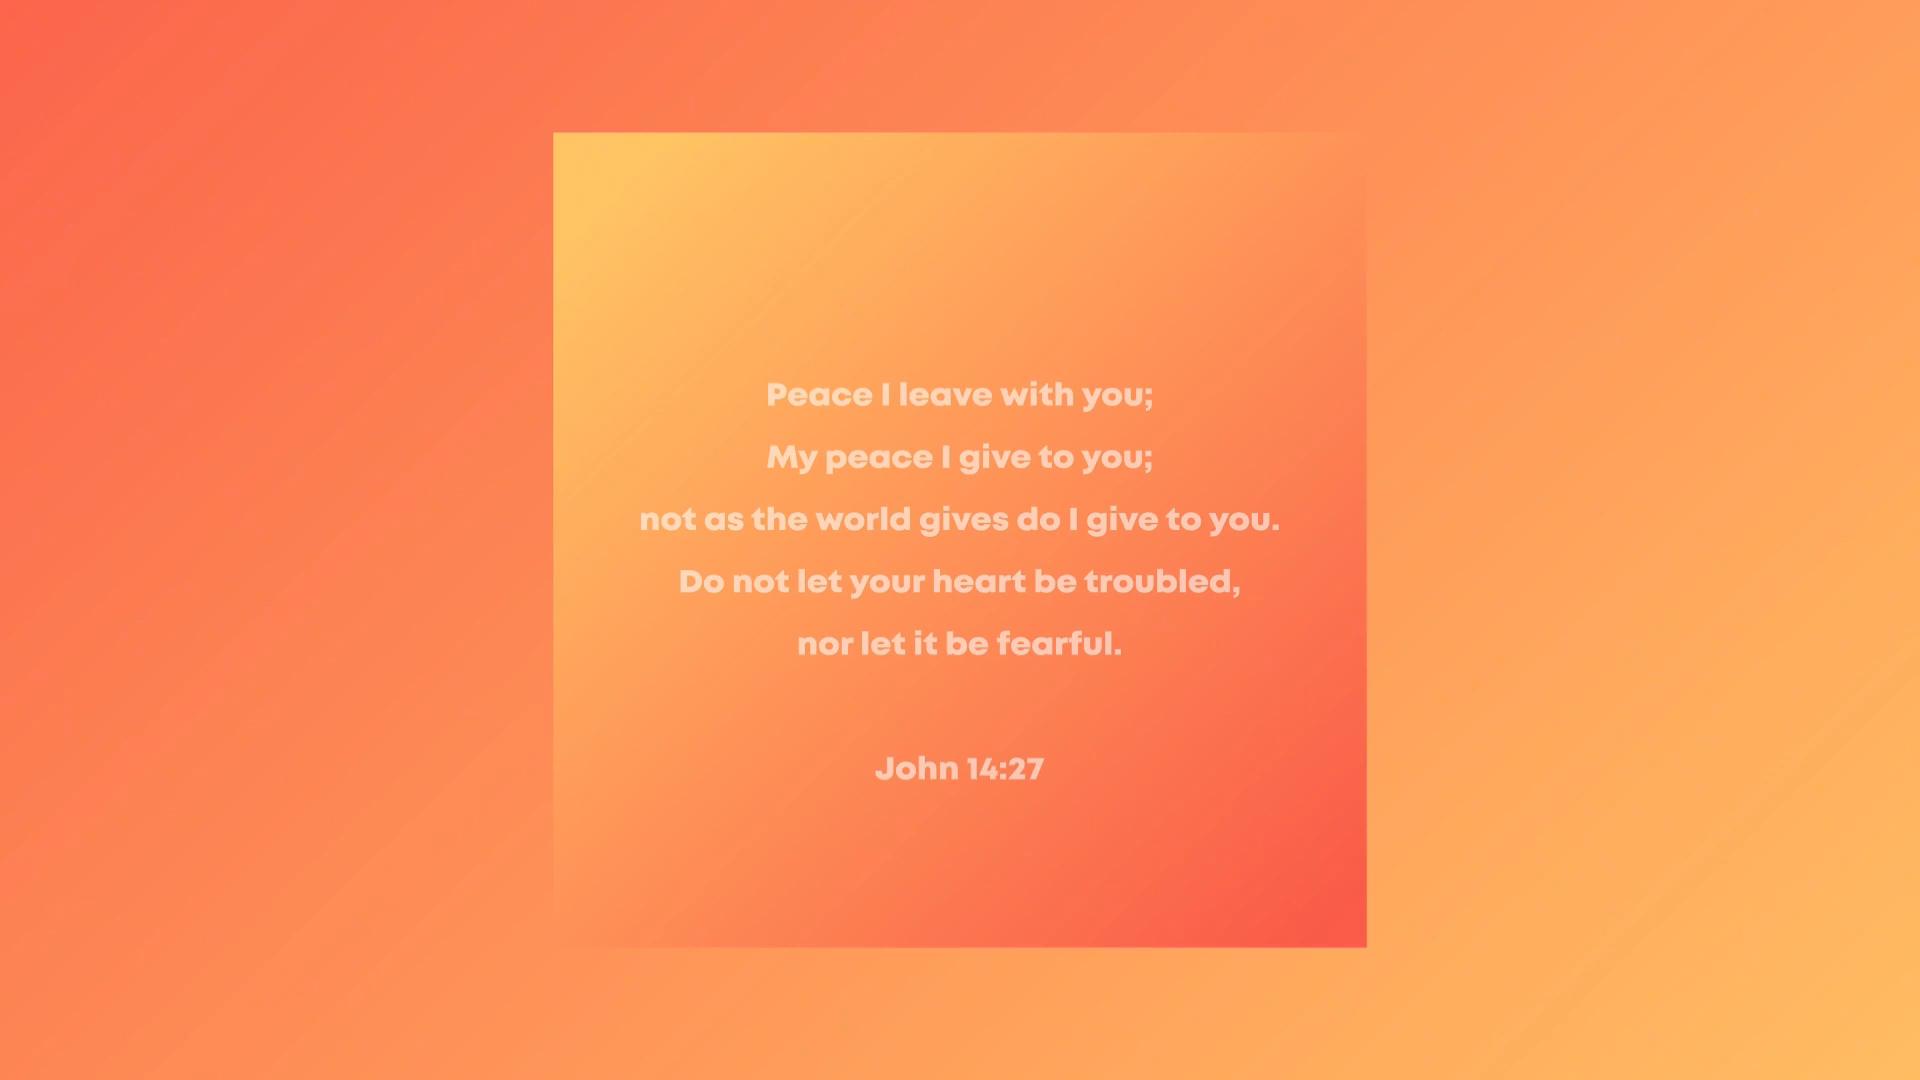 Peace I leave with you;
My peace I give to you;
not as the world gives do I give to you.
Do not let your heart be troubled,
nor let it be fearful.
John 14:27